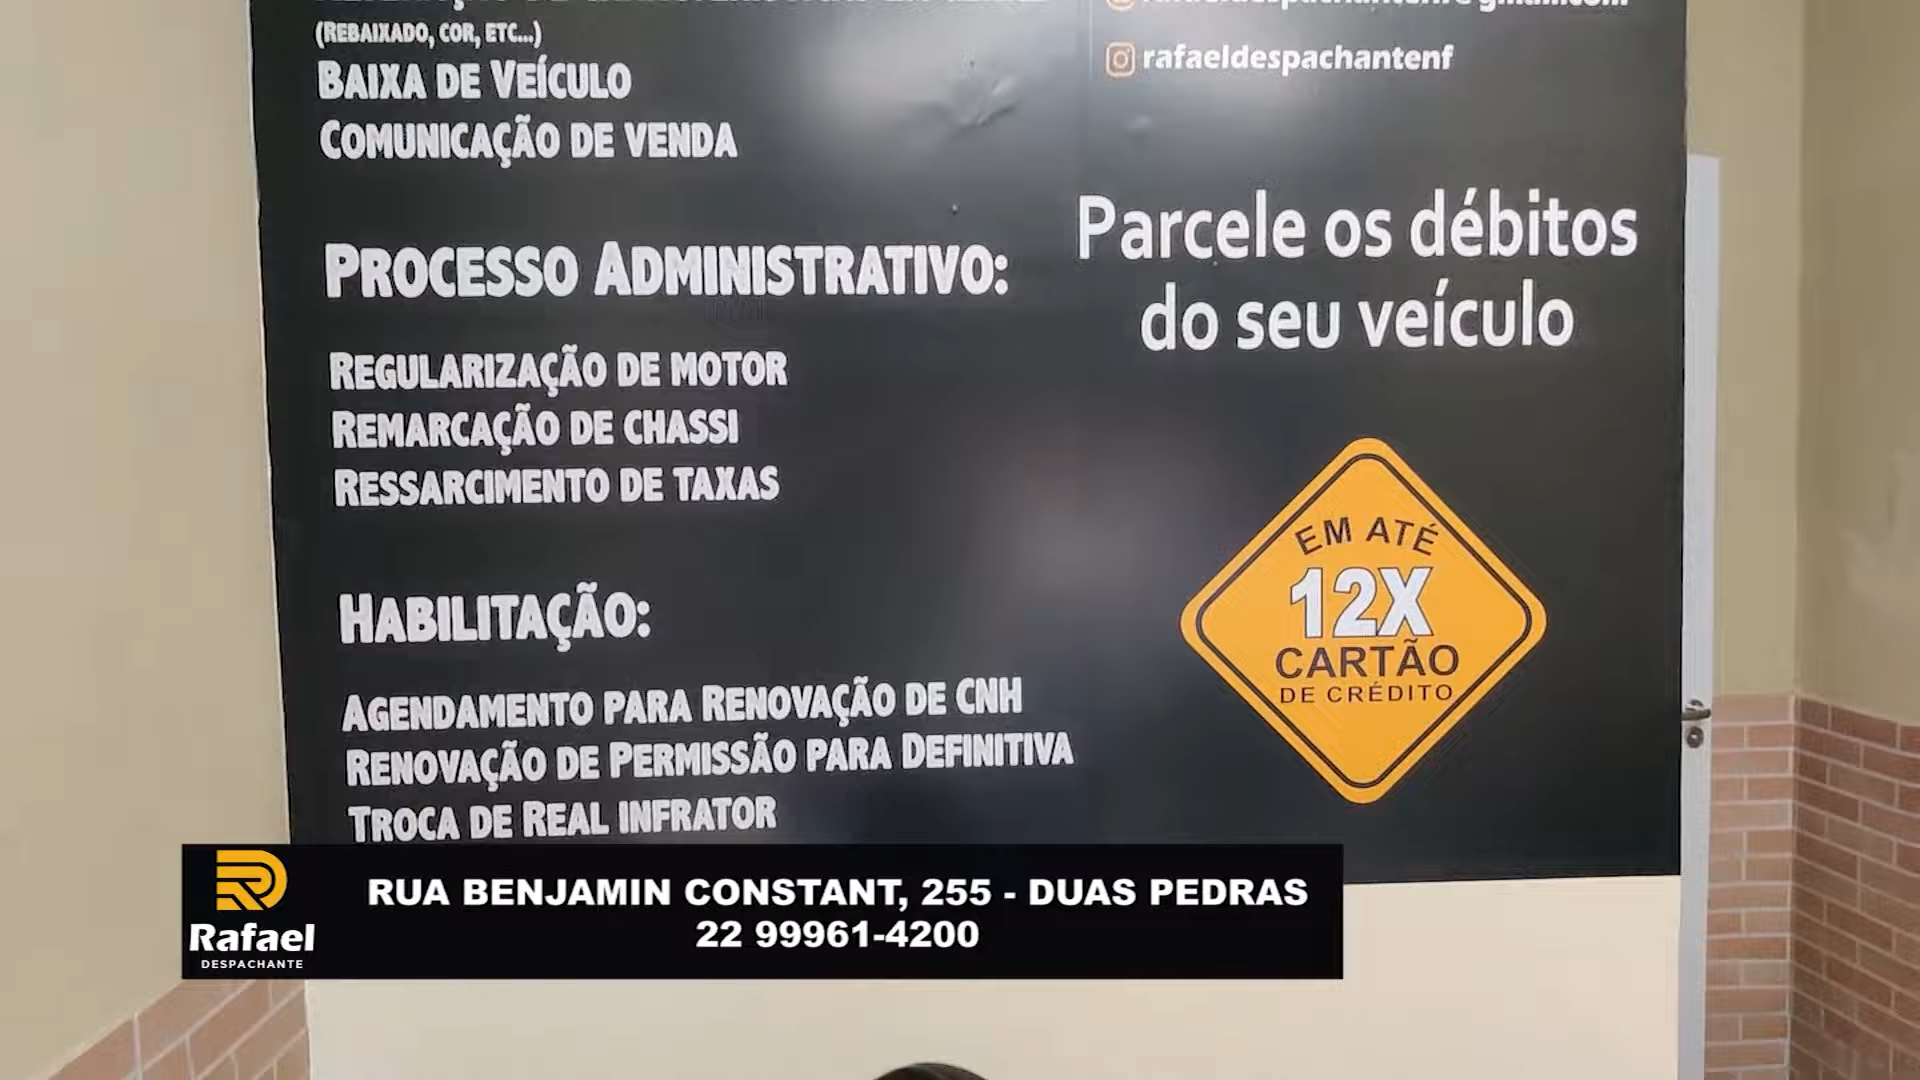 (REBAIXADO, COR, ETC...)
BAIXA DE VEÍCULO
COMUNICAÇÃO DE VENDA
PROCESSO ADMINISTRATIVO:
REGULARIZAÇÃO DE MOTOR
REMARCAÇÃO DE CHASSI
RESSARCIMENTO DE TAXAS
HABILITAÇÃO:
AGENDAMENTO PARA RENOVAÇÃO DE CNH
RENOVAÇÃO DE PERMISSÃO PARA DEFINITIVA
TROCA DE REAL INFRATOR
rafaeldespachantenf@gmail.com
rafaeldespachantenf
Parcele os débitos
do seu veículo
EM ATÉ
12X
CARTÃO
DE CRÉDITO
Rafael
DESPACHANTE
RUA BENJAMIN CONSTANT, 255 - DUAS PEDRAS
22 99961-4200